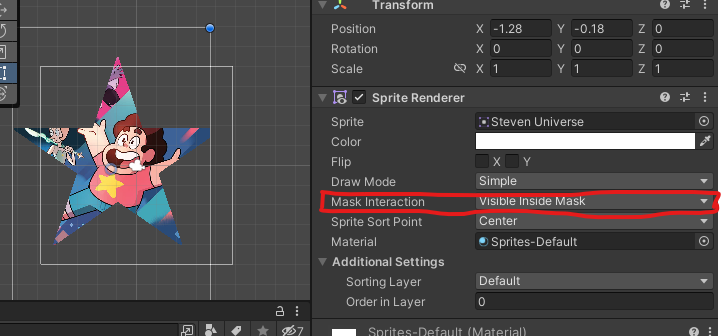 Transform
Position X -1.28 Y -0.18 Z 0
Rotation X 0 Y 0 Z 0
Scale X 1 Y 1 Z 1
Sprite Renderer
Sprite Steven Universe
Color
Flip X Y
Draw Mode Simple
Mask Interaction Visible Inside Mask
Sprite Sort Point Center
Material Sprites-Default
Additional Settings
Sorting Layer Default
Order in Layer 0
7
Sprites-Default (Material)